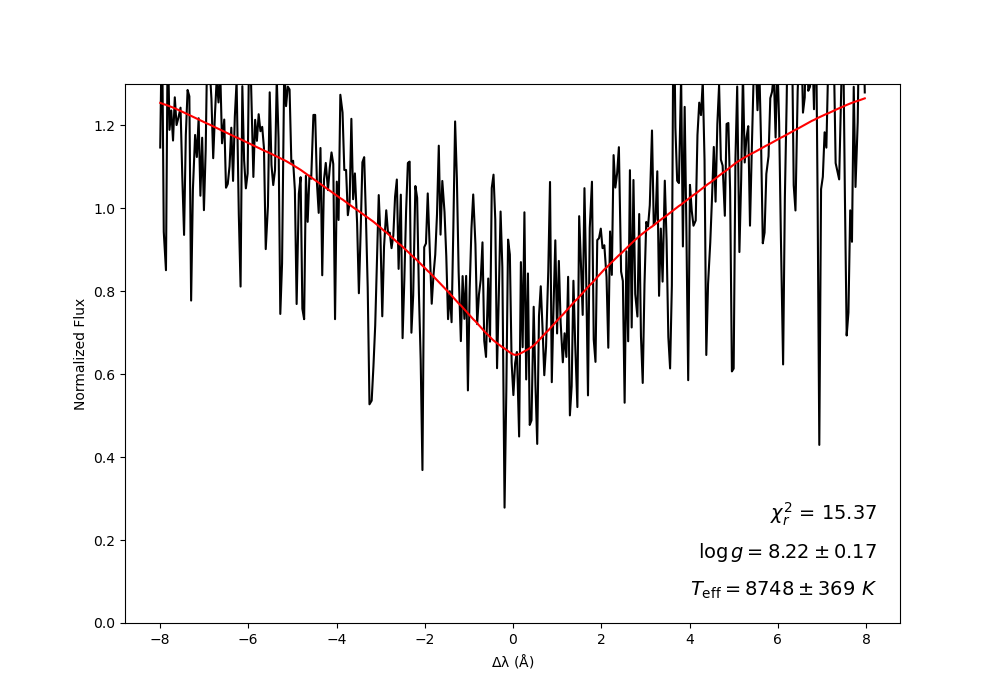 1.2
1.0
0.8
0.6
0.4
0.2
0.0
Normalized Flux
χ²ᵣ = 15.37
log g = 8.22 ± 0.17
T_eff = 8748 ± 369 K
−8 −6 −4 −2 0 2 4 6 8
Δλ (Å)